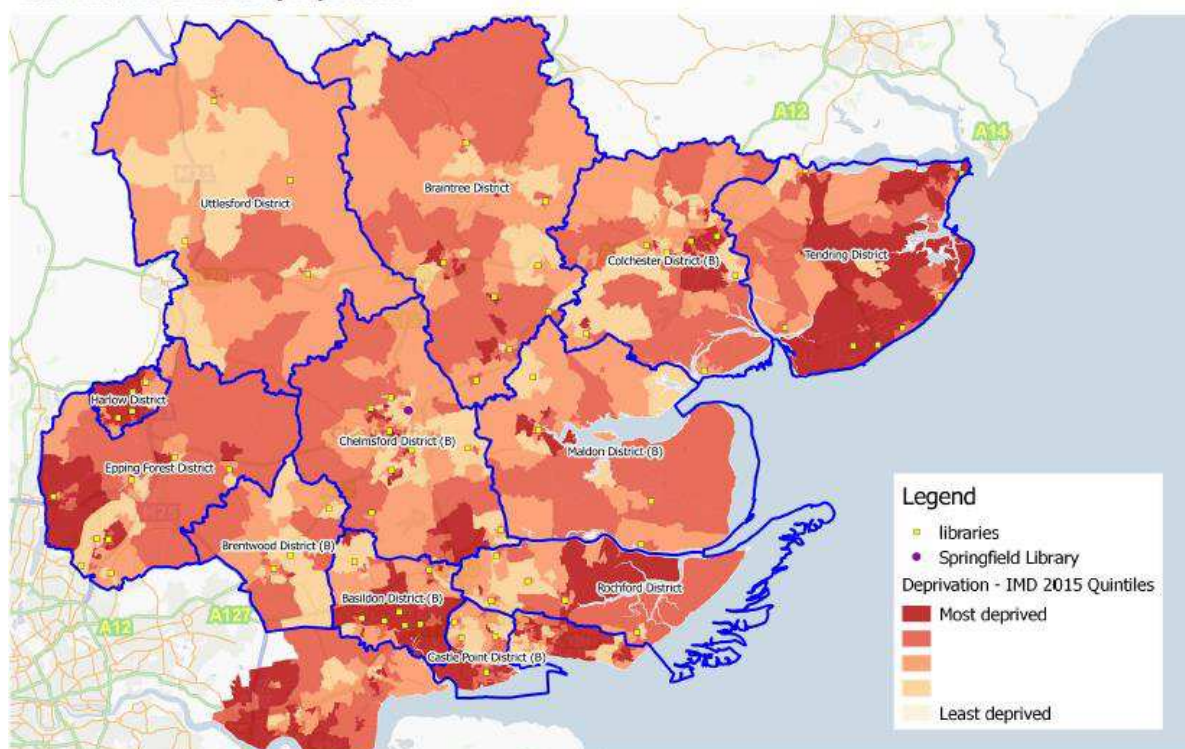 A12
A14
Uttlesford District
Braintree District
Colchester District (B)
Tendring District
Harlow District
Chelmsford District (B)
Epping Forest District
Maldon District (B)
Brentwood District (B)
Rochford District
Basildon District (B)
A127
A12
Castle Point District (B)
Legend
libraries
Springfield Library
Deprivation - IMD 2015 Quintiles
Most deprived
Least deprived